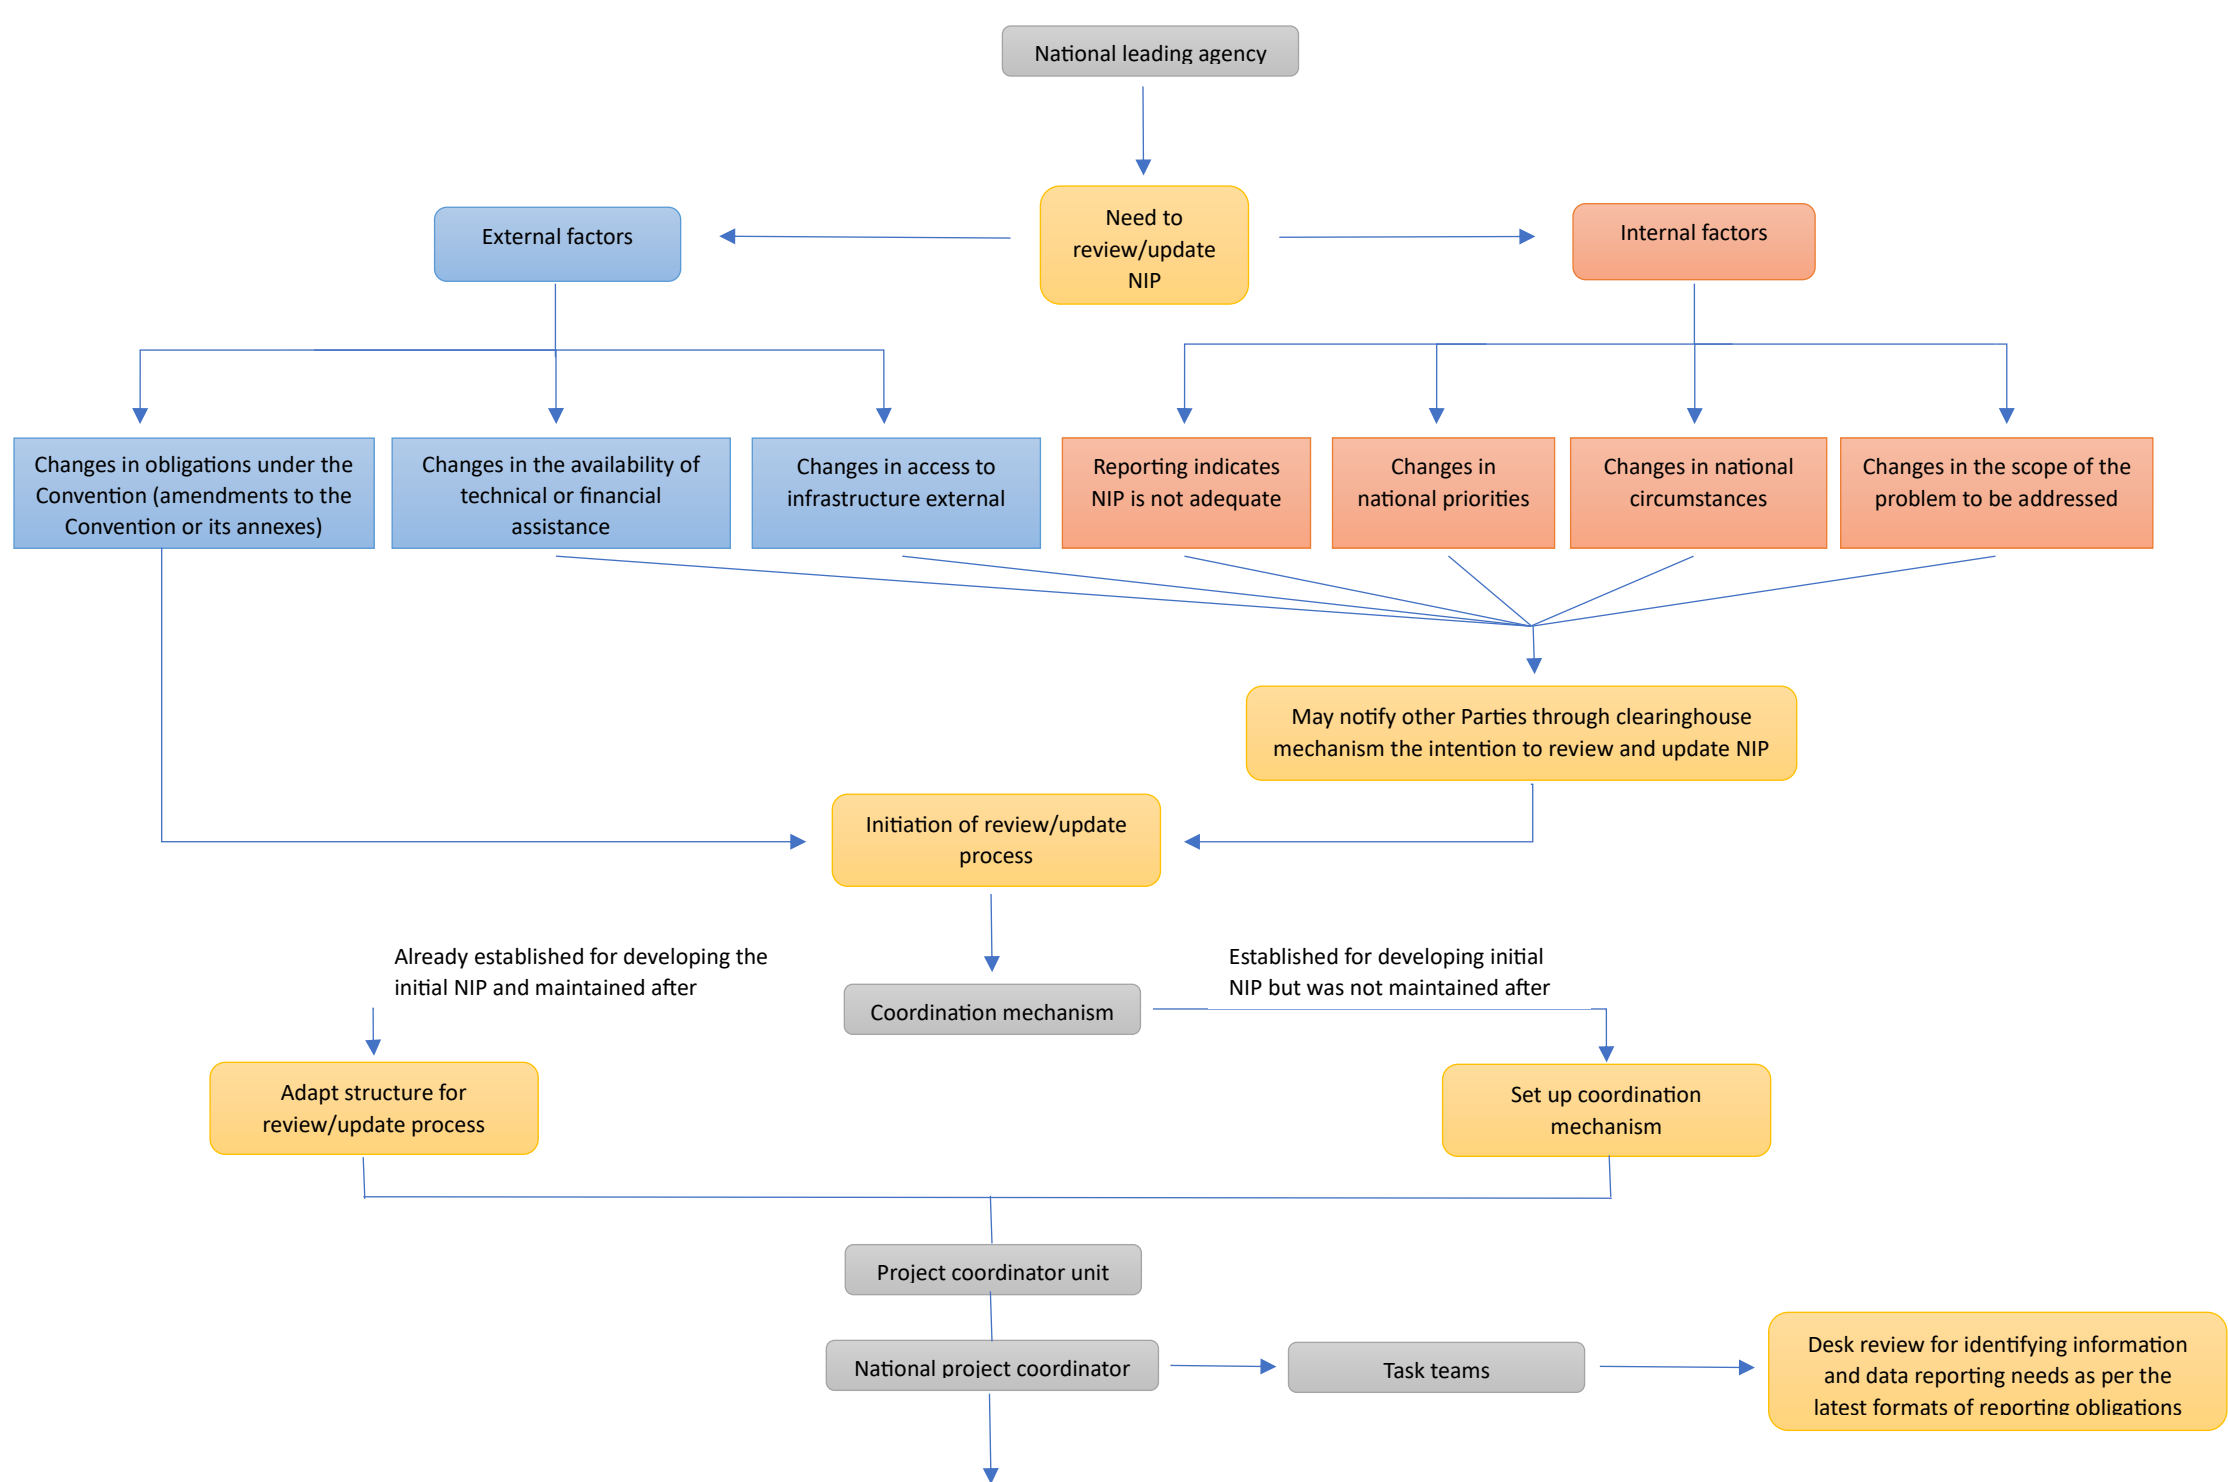 National leading agency
Need to
review/update
NIP
External factors
Internal factors
Changes in obligations under the
Convention (amendments to the
Convention or its annexes)
Changes in the availability of
technical or financial
assistance
Changes in access to
infrastructure external
Reporting indicates
NIP is not adequate
Changes in
national priorities
Changes in national
circumstances
Changes in the scope of the
problem to be addressed
May notify other Parties through clearinghouse
mechanism the intention to review and update NIP
Initiation of review/update
process
Already established for developing the
initial NIP and maintained after
Established for developing initial
NIP but was not maintained after
Coordination mechanism
Adapt structure for
review/update process
Set up coordination
mechanism
Project coordinator unit
National project coordinator
Task teams
Desk review for identifying information
and data reporting needs as per the
latest formats of reporting obligations